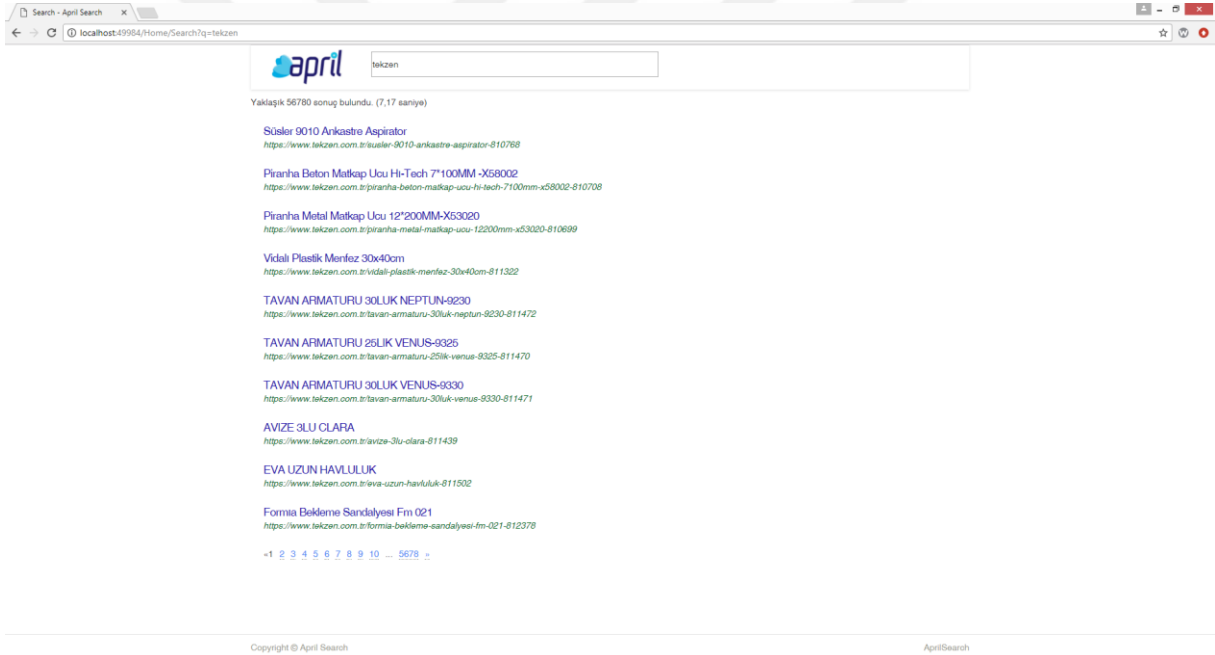 Search - April Search
localhost:49984/Home/Search?q=tekzen
april
tekzen
Yaklaşık 56780 sonuç bulundu. (7,17 saniye)
Süsler 9010 Ankastre Aspirator
https://www.tekzen.com.tr/susler-9010-ankastre-aspirator-810768
Piranha Beton Matkap Ucu Hi-Tech 7*100MM -X58002
https://www.tekzen.com.tr/piranha-beton-matkap-ucu-hi-tech-7100mm-x58002-810708
Piranha Metal Matkap Ucu 12*200MM-X53020
https://www.tekzen.com.tr/piranha-metal-matkap-ucu-12200mm-x53020-810699
Vidalı Plastik Menfez 30x40cm
https://www.tekzen.com.tr/vidali-plastik-menfez-30x40cm-811322
TAVAN ARMATURU 30LUK NEPTUN-9230
https://www.tekzen.com.tr/tavan-armaturu-30luk-neptun-9230-811472
TAVAN ARMATURU 25LIK VENUS-9325
https://www.tekzen.com.tr/tavan-armaturu-25lik-venus-9325-811470
TAVAN ARMATURU 30LUK VENUS-9330
https://www.tekzen.com.tr/tavan-armaturu-30luk-venus-9330-811471
AVIZE 3LU CLARA
https://www.tekzen.com.tr/avize-3lu-clara-811439
EVA UZUN HAVLULUK
https://www.tekzen.com.tr/eva-uzun-havluluk-811502
Formia Bekleme Sandalyesi Fm 021
https://www.tekzen.com.tr/formia-bekleme-sandalyesi-fm-021-812378
«1 2 3 4 5 6 7 8 9 10 ... 5678 »
Copyright © April Search AprilSearch